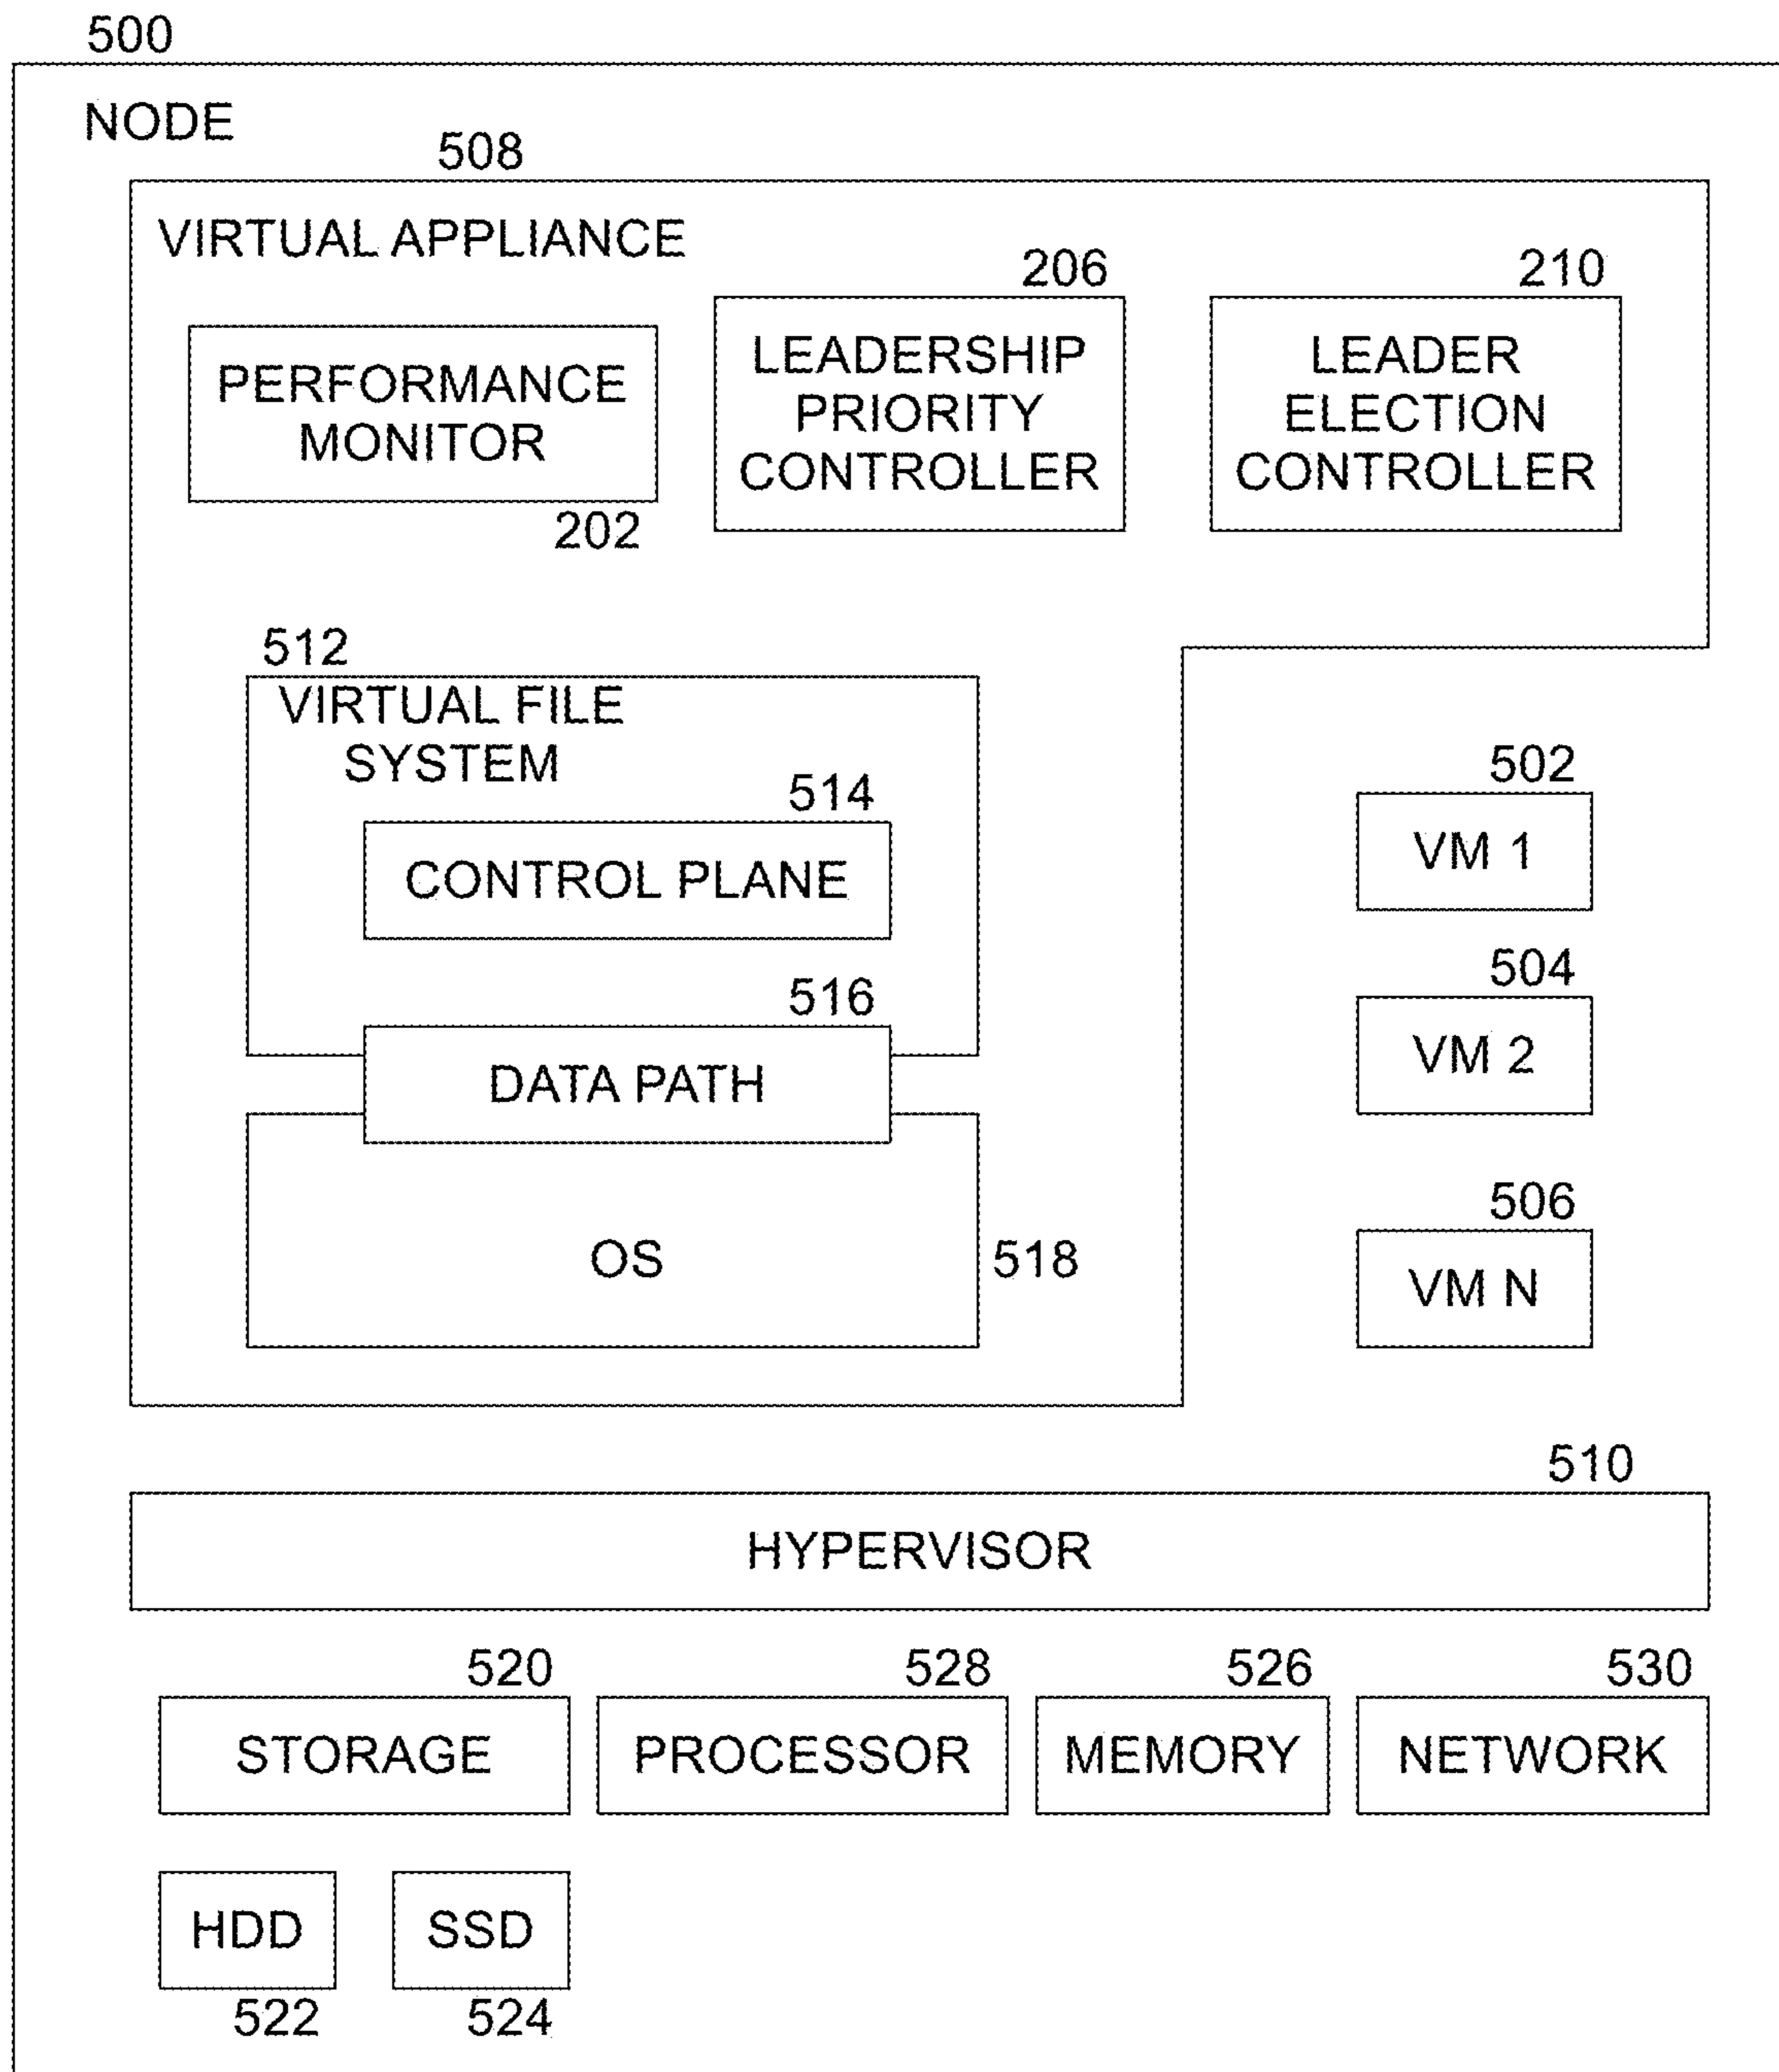 500
NODE
508
VIRTUAL APPLIANCE
206
210
PERFORMANCE
MONITOR
202
LEADERSHIP
PRIORITY
CONTROLLER
LEADER
ELECTION
CONTROLLER
512
VIRTUAL FILE
SYSTEM
514
CONTROL PLANE
516
DATA PATH
OS
518
502
VM 1
504
VM 2
506
VM N
510
HYPERVISOR
520
528
526
530
STORAGE
PROCESSOR
MEMORY
NETWORK
HDD
SSD
522
524